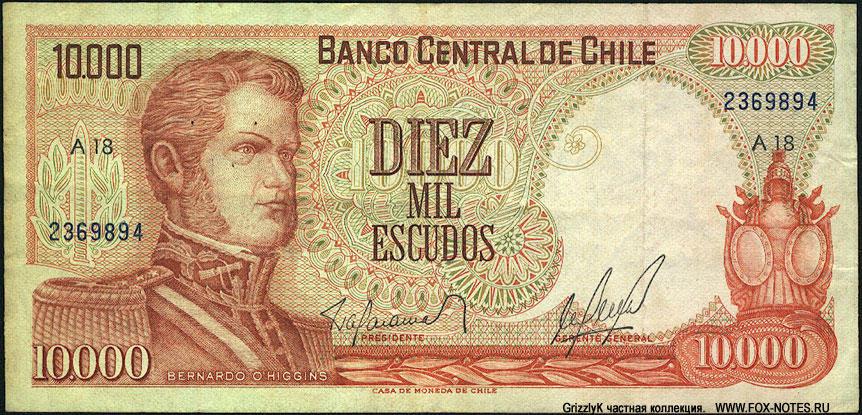 10.000
BANCO CENTRAL DE CHILE
10.000
2369894
A 18
A 18
DIEZ
MIL
ESCUDOS
2369894
PRESIDENTE
GERENTE GENERAL
10.000
10.000
BERNARDO O'HIGGINS
CASA DE MONEDA DE CHILE
GrizzlyK частная коллекция. www.FOX-NOTES.RU